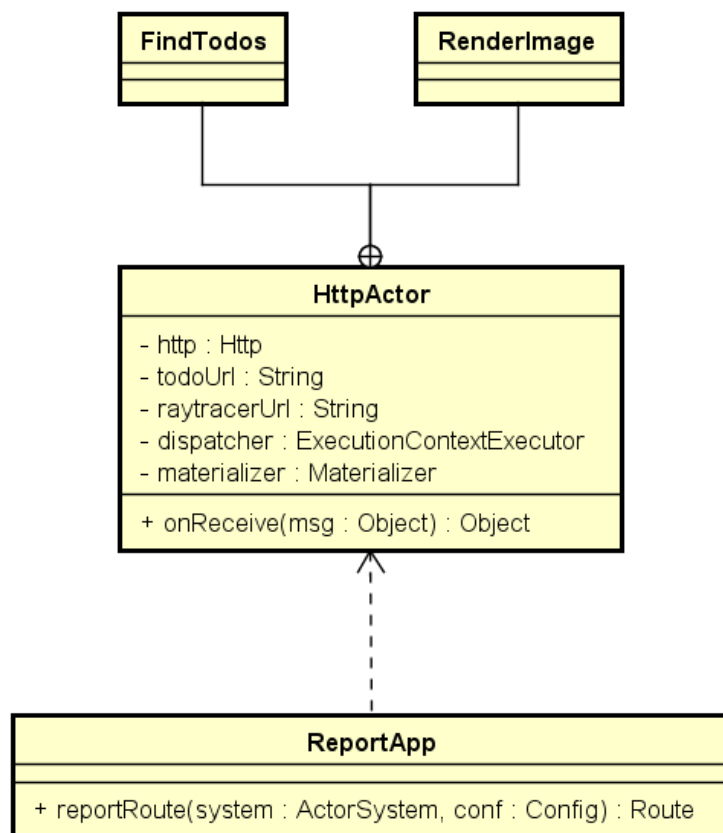 FindTodos
RenderImage
HttpActor
- http : Http
- todoUrl : String
- raytracerUrl : String
- dispatcher : ExecutionContextExecutor
- materializer : Materializer
+ onReceive(msg : Object) : Object
ReportApp
+ reportRoute(system : ActorSystem, conf : Config) : Route